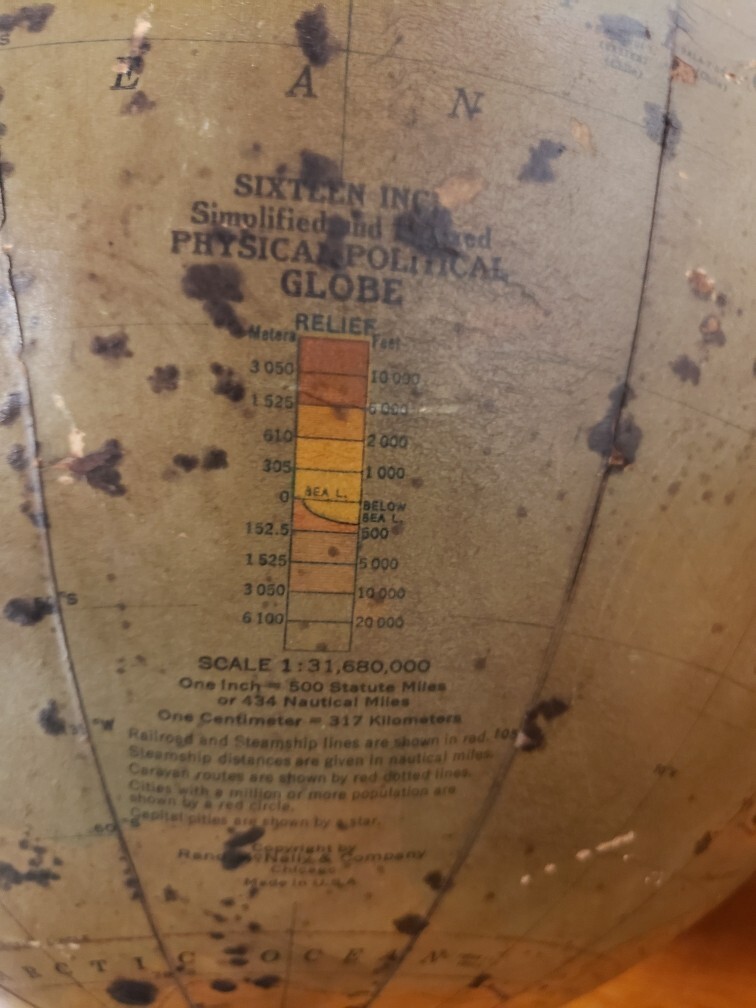 E A N
SIXTEEN INCH
Simplified and
PHYSICAL POLITICAL
GLOBE
RELIEF
Meters Feet
3 050 10 000
1 525 5 000
610 2 000
305 1 000
0 SEA L. BELOW
SEA L.
152.5 500
1 525 5 000
3 050 10 000
6 100 20 000
SCALE 1:31,680,000
One Inch = 500 Statute Miles
or 434 Nautical Miles
One Centimeter = 317 Kilometers
Railroad and Steamship lines are shown in red.
Steamship distances are given in nautical miles.
Caravan routes are shown by red dotted lines.
Cities with a million or more population are
shown by a red circle.
Capital cities are shown by a star.
Copyright by
Rand McNally & Company
Chicago
Made in U.S.A.
RCTIC OCEAN